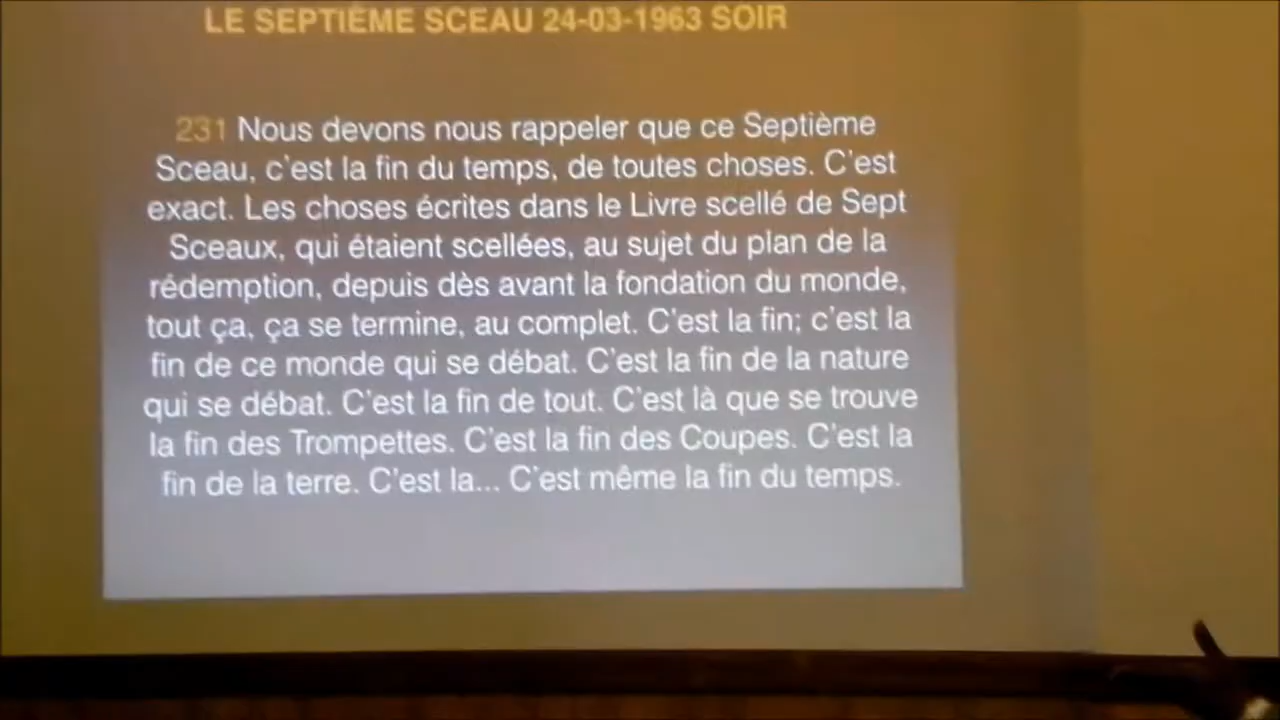 LE SEPTIÈME SCEAU 24-03-1963 SOIR
231 Nous devons nous rappeler que ce Septième
Sceau, c'est la fin du temps, de toutes choses. C'est
exact. Les choses écrites dans le Livre scellé de Sept
Sceaux, qui étaient scellées, au sujet du plan de la
rédemption, depuis dès avant la fondation du monde,
tout ça, ça se termine, au complet. C'est la fin; c'est la
fin de ce monde qui se débat. C'est la fin de la nature
qui se débat. C'est la fin de tout. C'est là que se trouve
la fin des Trompettes. C'est la fin des Coupes. C'est la
fin de la terre. C'est la... C'est même la fin du temps.